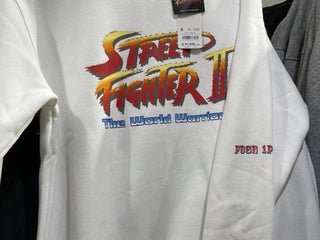 STREET
FIGHTER II
The World Warrior
PUSH 1P